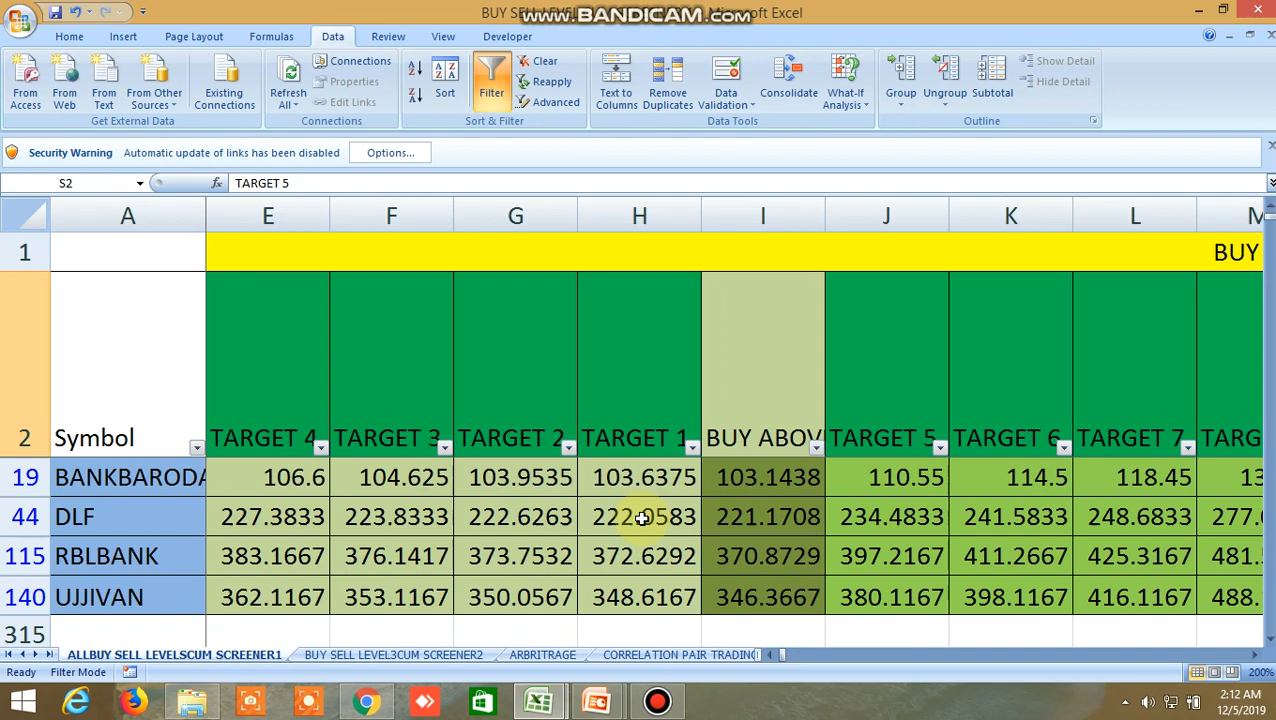 BUY SELL LEVEL
www.BANDICAM.com
Microsoft Excel
Home Insert Page Layout Formulas Data Review View Developer
From Access
From Web
From Text
From Other Sources
Existing Connections
Get External Data
Refresh All
Connections
Properties
Edit Links
Connections
Sort
Filter
Clear
Reapply
Advanced
Sort & Filter
Text to Columns
Remove Duplicates
Data Validation
Consolidate
What-If Analysis
Data Tools
Group
Ungroup
Subtotal
Show Detail
Hide Detail
Outline
Security Warning Automatic update of links has been disabled Options...
S2 fx TARGET 5
A E F G H I J K L M
1 BUY
2 Symbol TARGET 4 TARGET 3 TARGET 2 TARGET 1 BUY ABOV TARGET 5 TARGET 6 TARGET 7 TARG
19 BANKBARODA 106.6 104.625 103.9535 103.6375 103.1438 110.55 114.5 118.45 13
44 DLF 227.3833 223.8333 222.6263 222.0583 221.1708 234.4833 241.5833 248.6833 277.0
115 RBLBANK 383.1667 376.1417 373.7532 372.6292 370.8729 397.2167 411.2667 425.3167 481.
140 UJJIVAN 362.1167 353.1167 350.0567 348.6167 346.3667 380.1167 398.1167 416.1167 488.
315
ALLBUY SELL LEVELSCUM SCREENER1 BUY SELL LEVEL3CUM SCREENER2 ARBITRAGE CORRELATION PAIR TRADING
Ready Filter Mode 200%
2:12 AM
12/5/2019